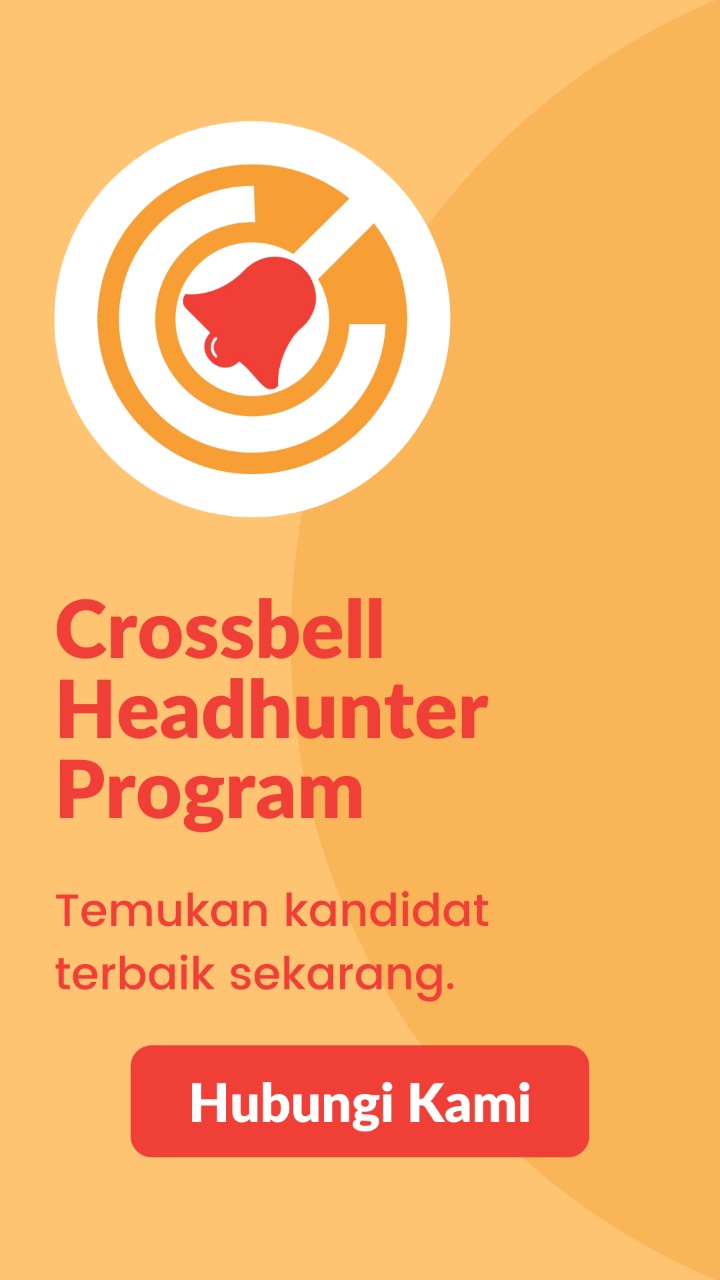 Crossbell
Headhunter
Program
Temukan kandidat
terbaik sekarang.
Hubungi Kami